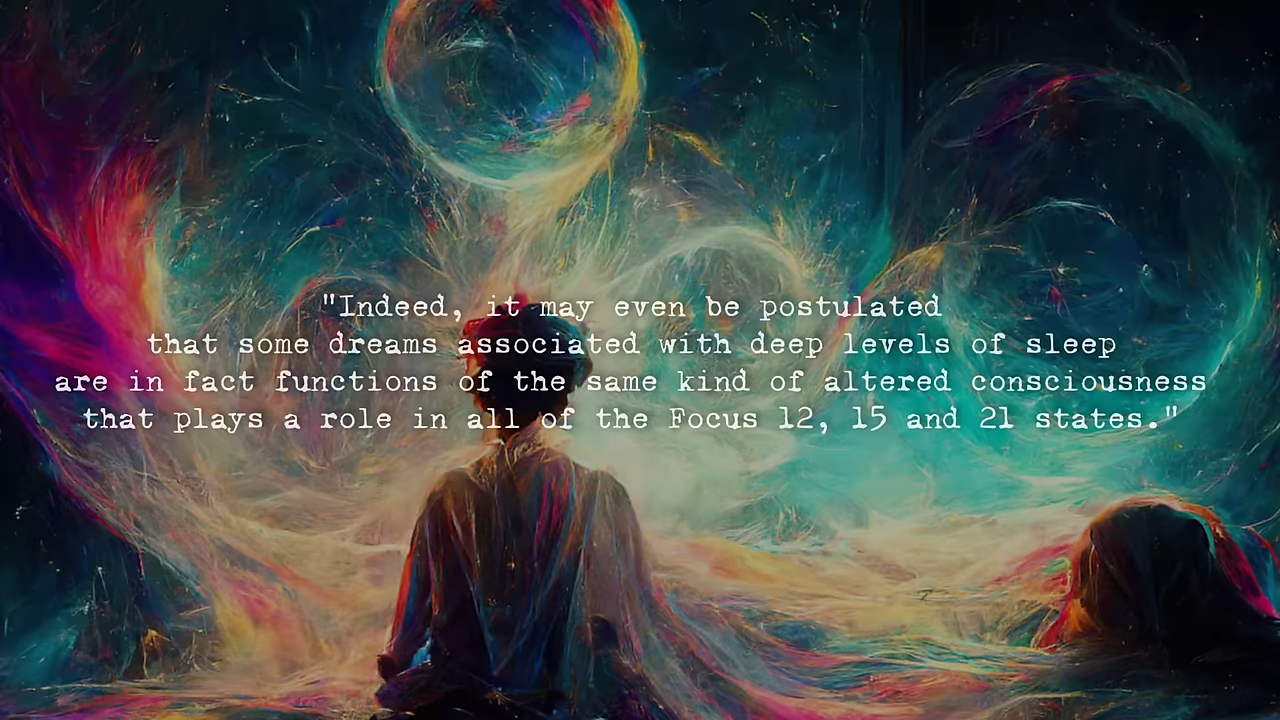 "Indeed, it may even be postulated
that some dreams associated with deep levels of sleep
are in fact functions of the same kind of altered consciousness
that plays a role in all of the Focus 12, 15 and 21 states."